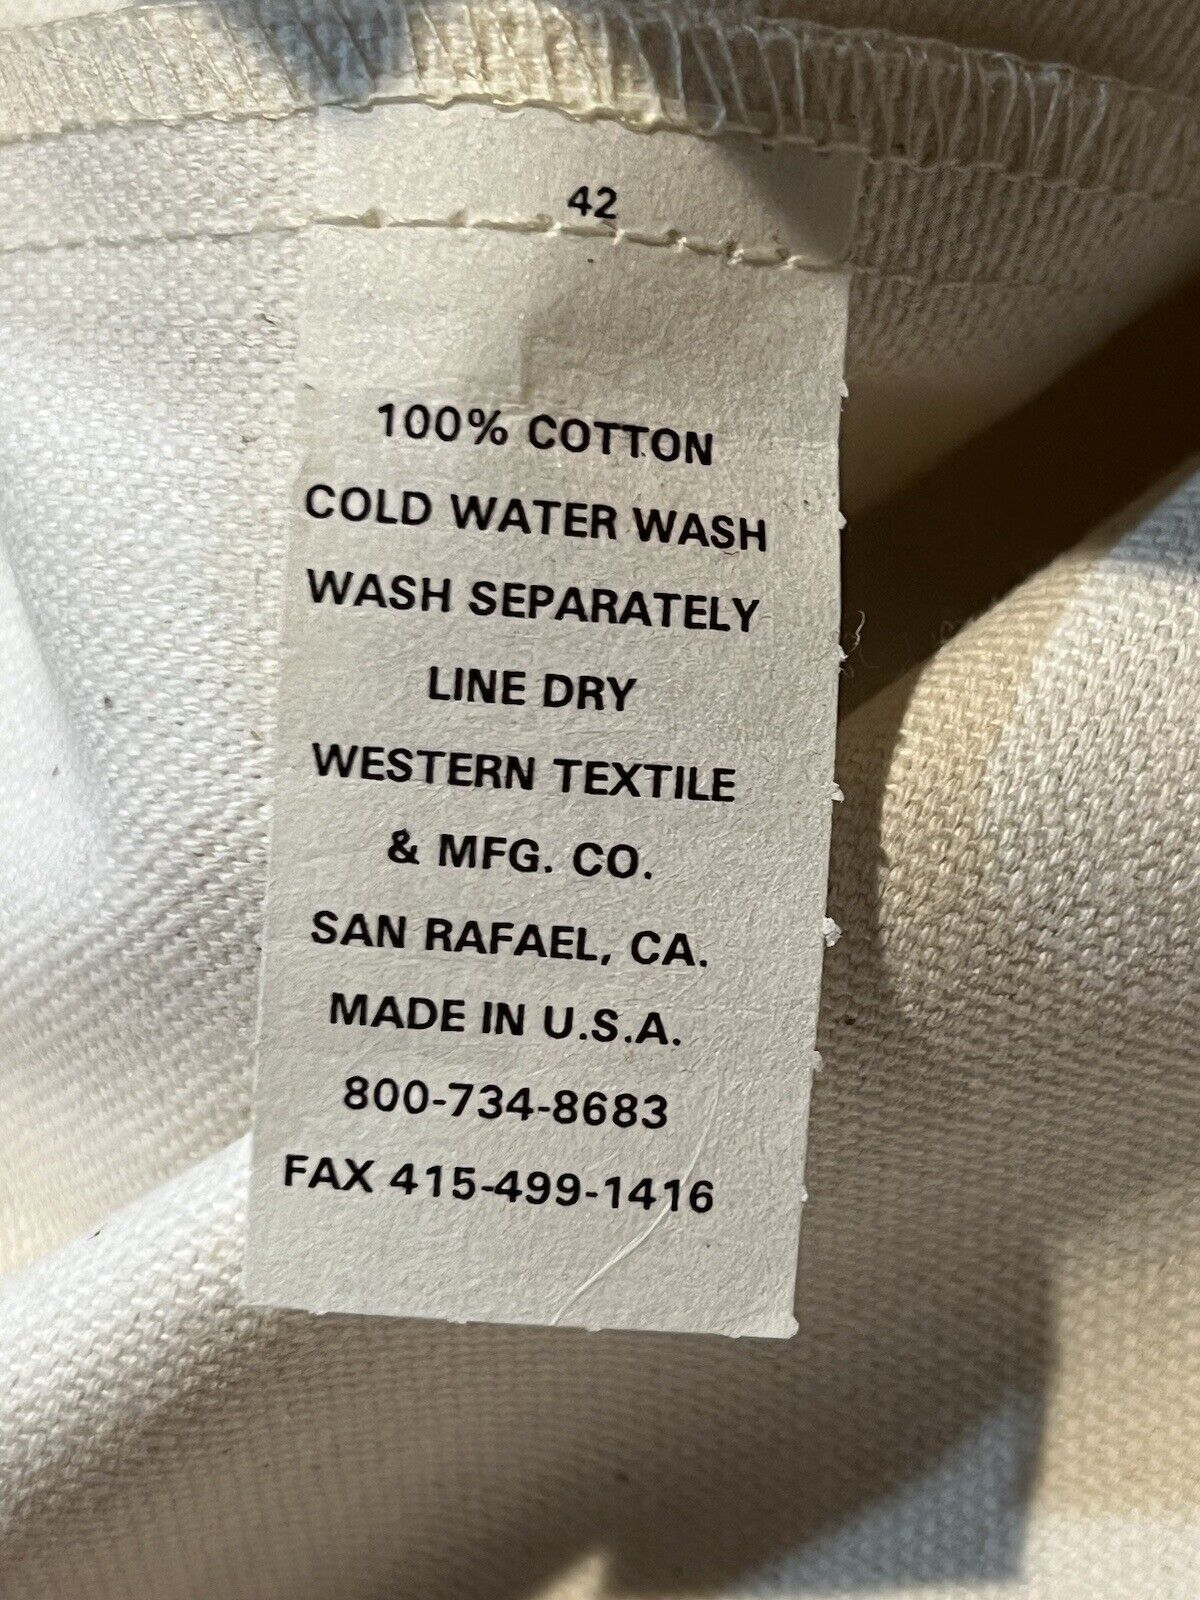 42
100% COTTON
COLD WATER WASH
WASH SEPARATELY
LINE DRY
WESTERN TEXTILE
& MFG. CO.
SAN RAFAEL, CA.
MADE IN U.S.A.
800-734-8683
FAX 415-499-1416